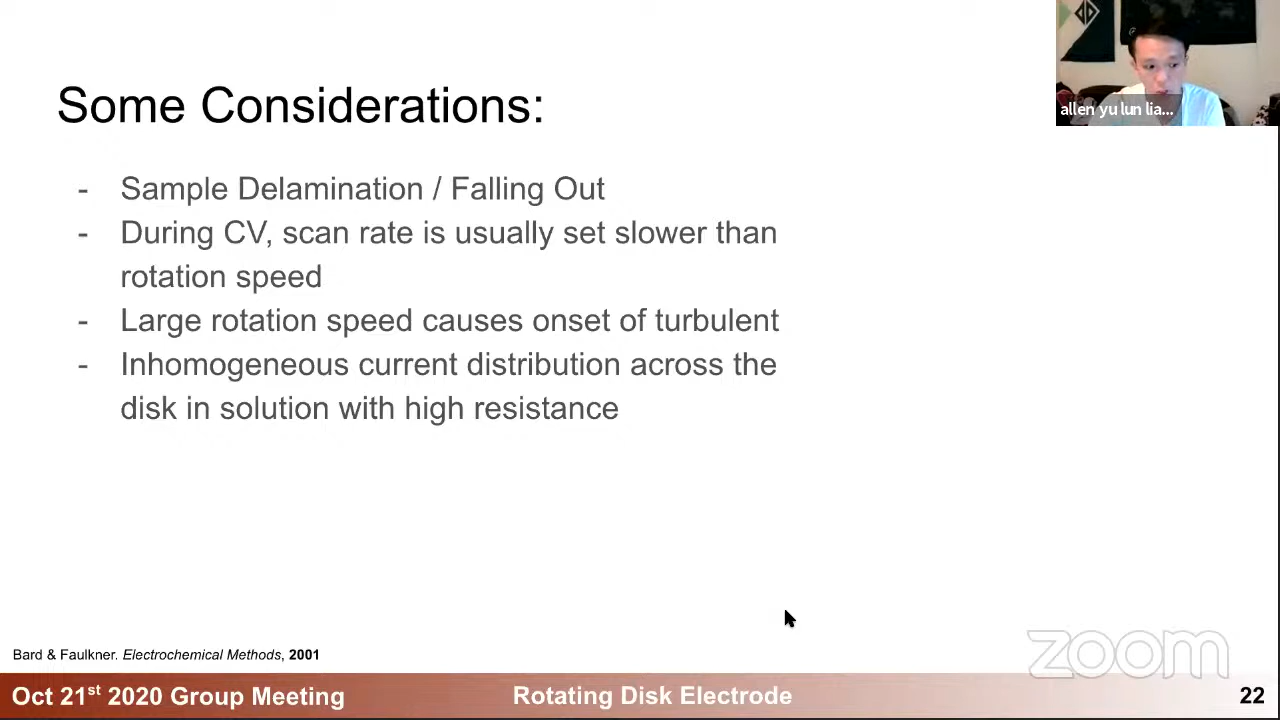 allen yu lun lia...
Some Considerations:
- Sample Delamination / Falling Out
- During CV, scan rate is usually set slower than
rotation speed
- Large rotation speed causes onset of turbulent
- Inhomogeneous current distribution across the
disk in solution with high resistance
zoom
Bard & Faulkner. Electrochemical Methods, 2001
Oct 21st 2020 Group Meeting
Rotating Disk Electrode
22